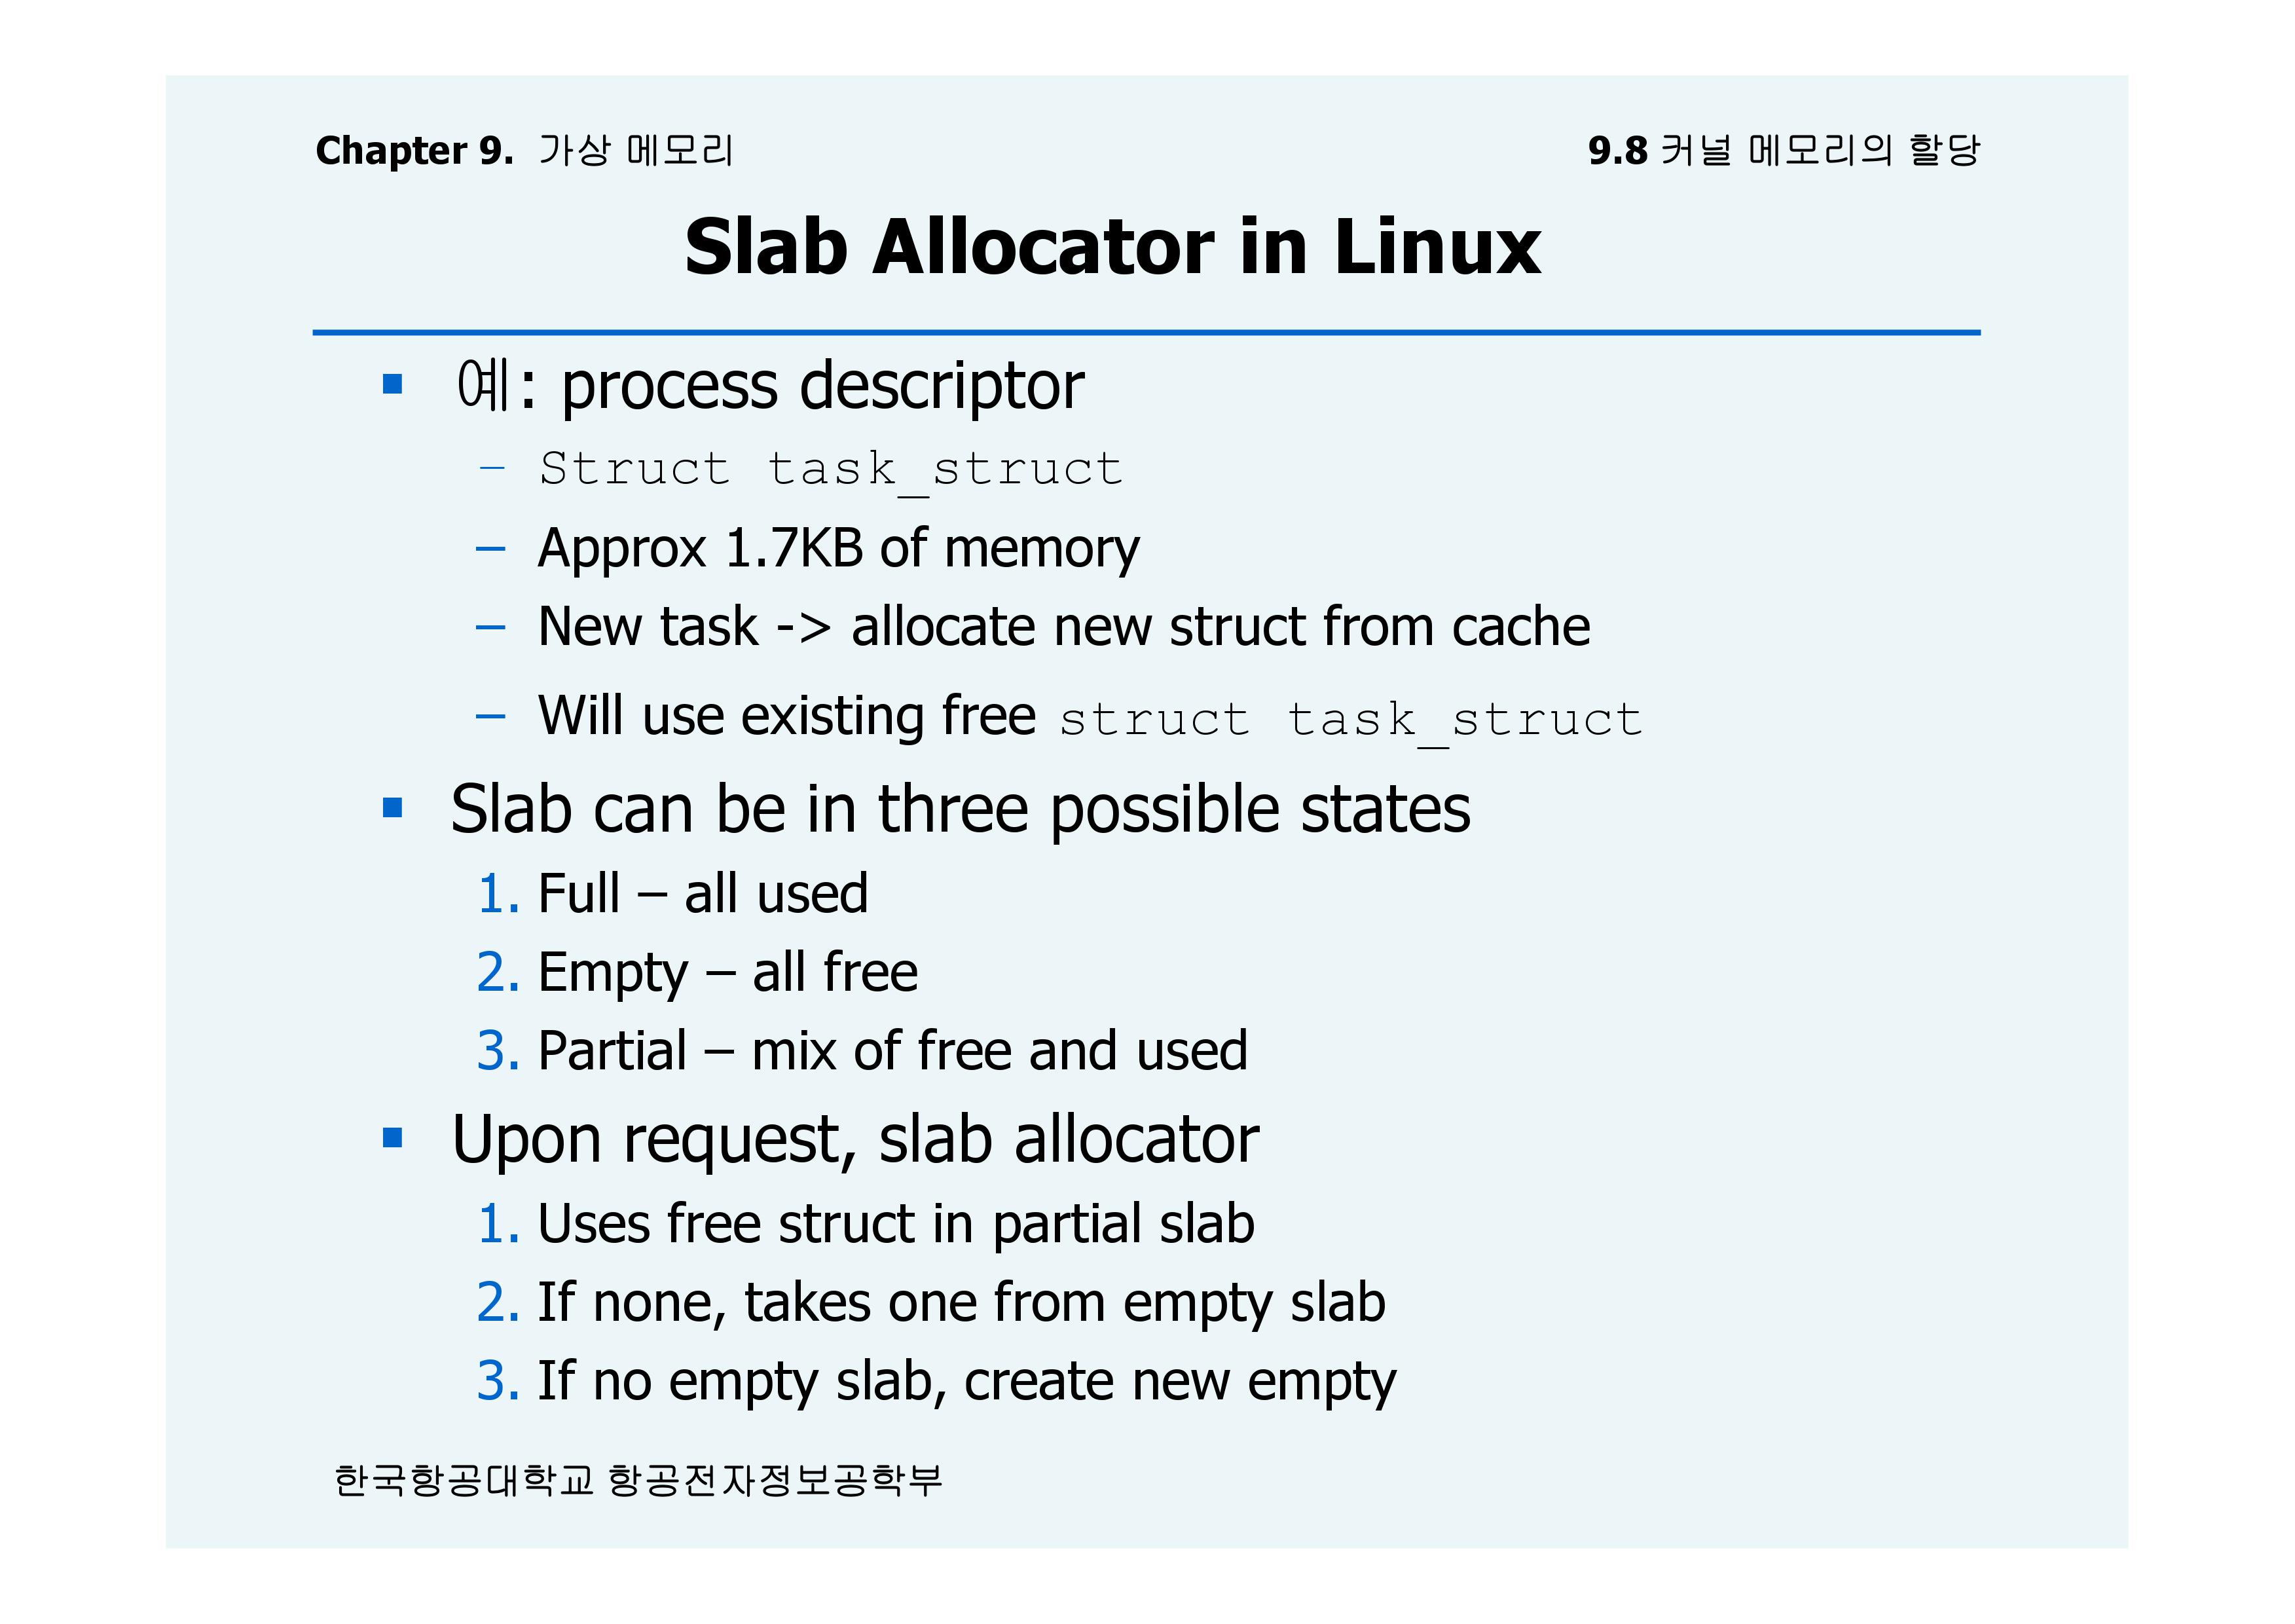 Chapter 9. 가상 메모리
9.8 커널 메모리의 할당
Slab Allocator in Linux
▪ 예: process descriptor
– Struct task_struct
– Approx 1.7KB of memory
– New task -> allocate new struct from cache
– Will use existing free struct task_struct
▪ Slab can be in three possible states
1. Full – all used
2. Empty – all free
3. Partial – mix of free and used
▪ Upon request, slab allocator
1. Uses free struct in partial slab
2. If none, takes one from empty slab
3. If no empty slab, create new empty
한국항공대학교 항공전자정보공학부